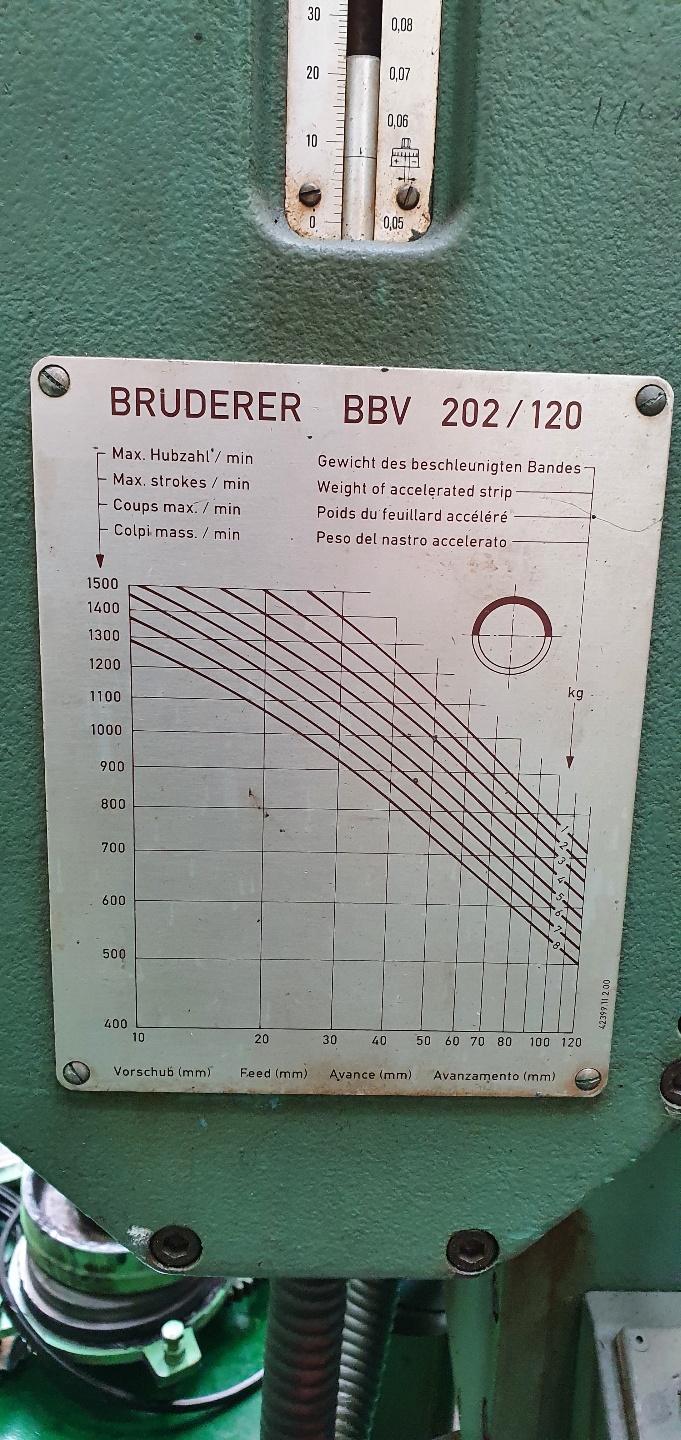 30 0,08
20 0,07
0,06
10
+ -
0 0,05
BRUDERER BBV 202/120
Max. Hubzahl / min
Max. strokes / min
Coups max. / min
Colpi mass. / min
Gewicht des beschleunigten Bandes
Weight of accelerated strip
Poids du feuillard accéléré
Peso del nastro accelerato
kg
1500
1400
1300
1200
1100
1000
900
800
700
600
500
400
1
2
3
4
5
6
7
8
10 20 30 40 50 60 70 80 100 120
Vorschub (mm) Feed (mm) Avance (mm) Avanzamento (mm)